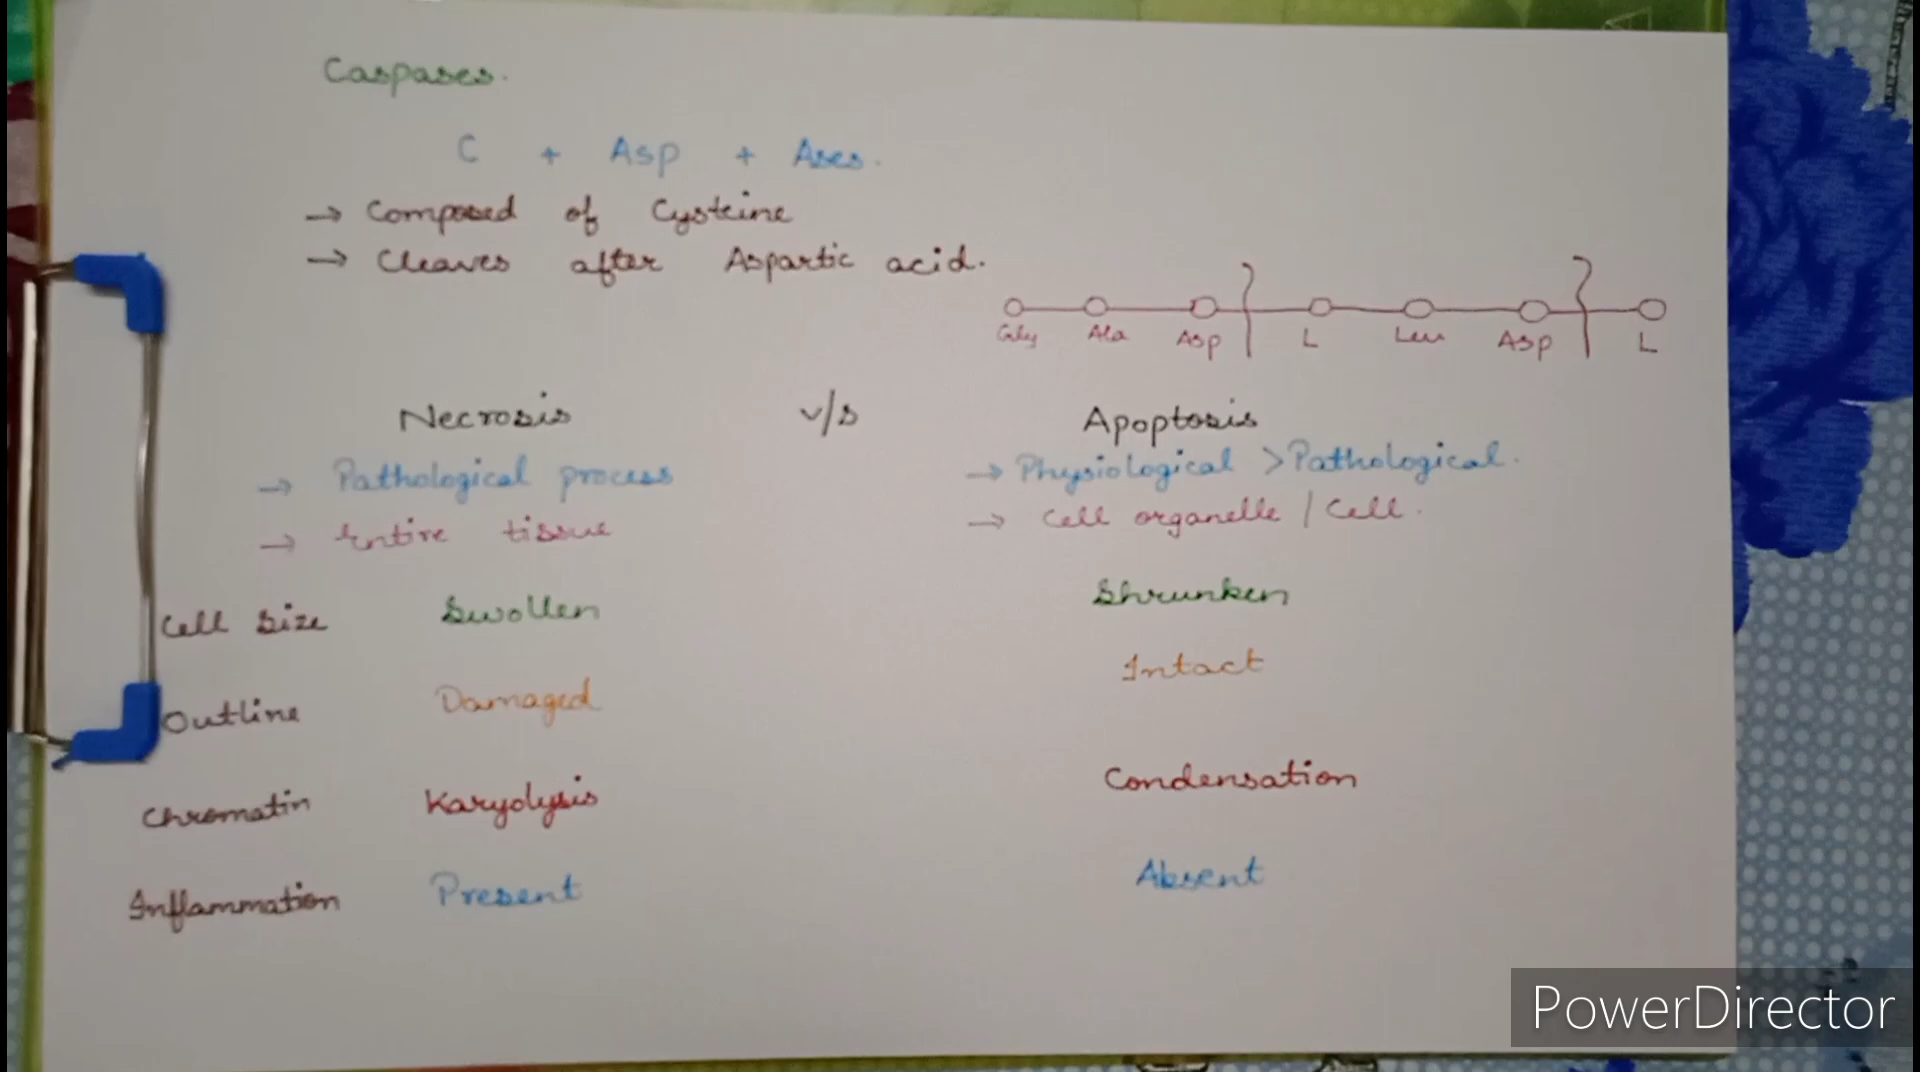 Caspases.
C + Asp + Ases.
→ Composed of Cysteine
→ Cleaves after Aspartic acid.
Gly Ala Asp L Leu Asp L
Necrosis v/s Apoptosis
→ Pathological process → Physiological > Pathological.
→ Entire tissue → Cell organelle / Cell.
Cell Size Swollen Shrunken
Outline Damaged Intact
Chromatin Karyolysis Condensation
Inflammation Present Absent
PowerDirector